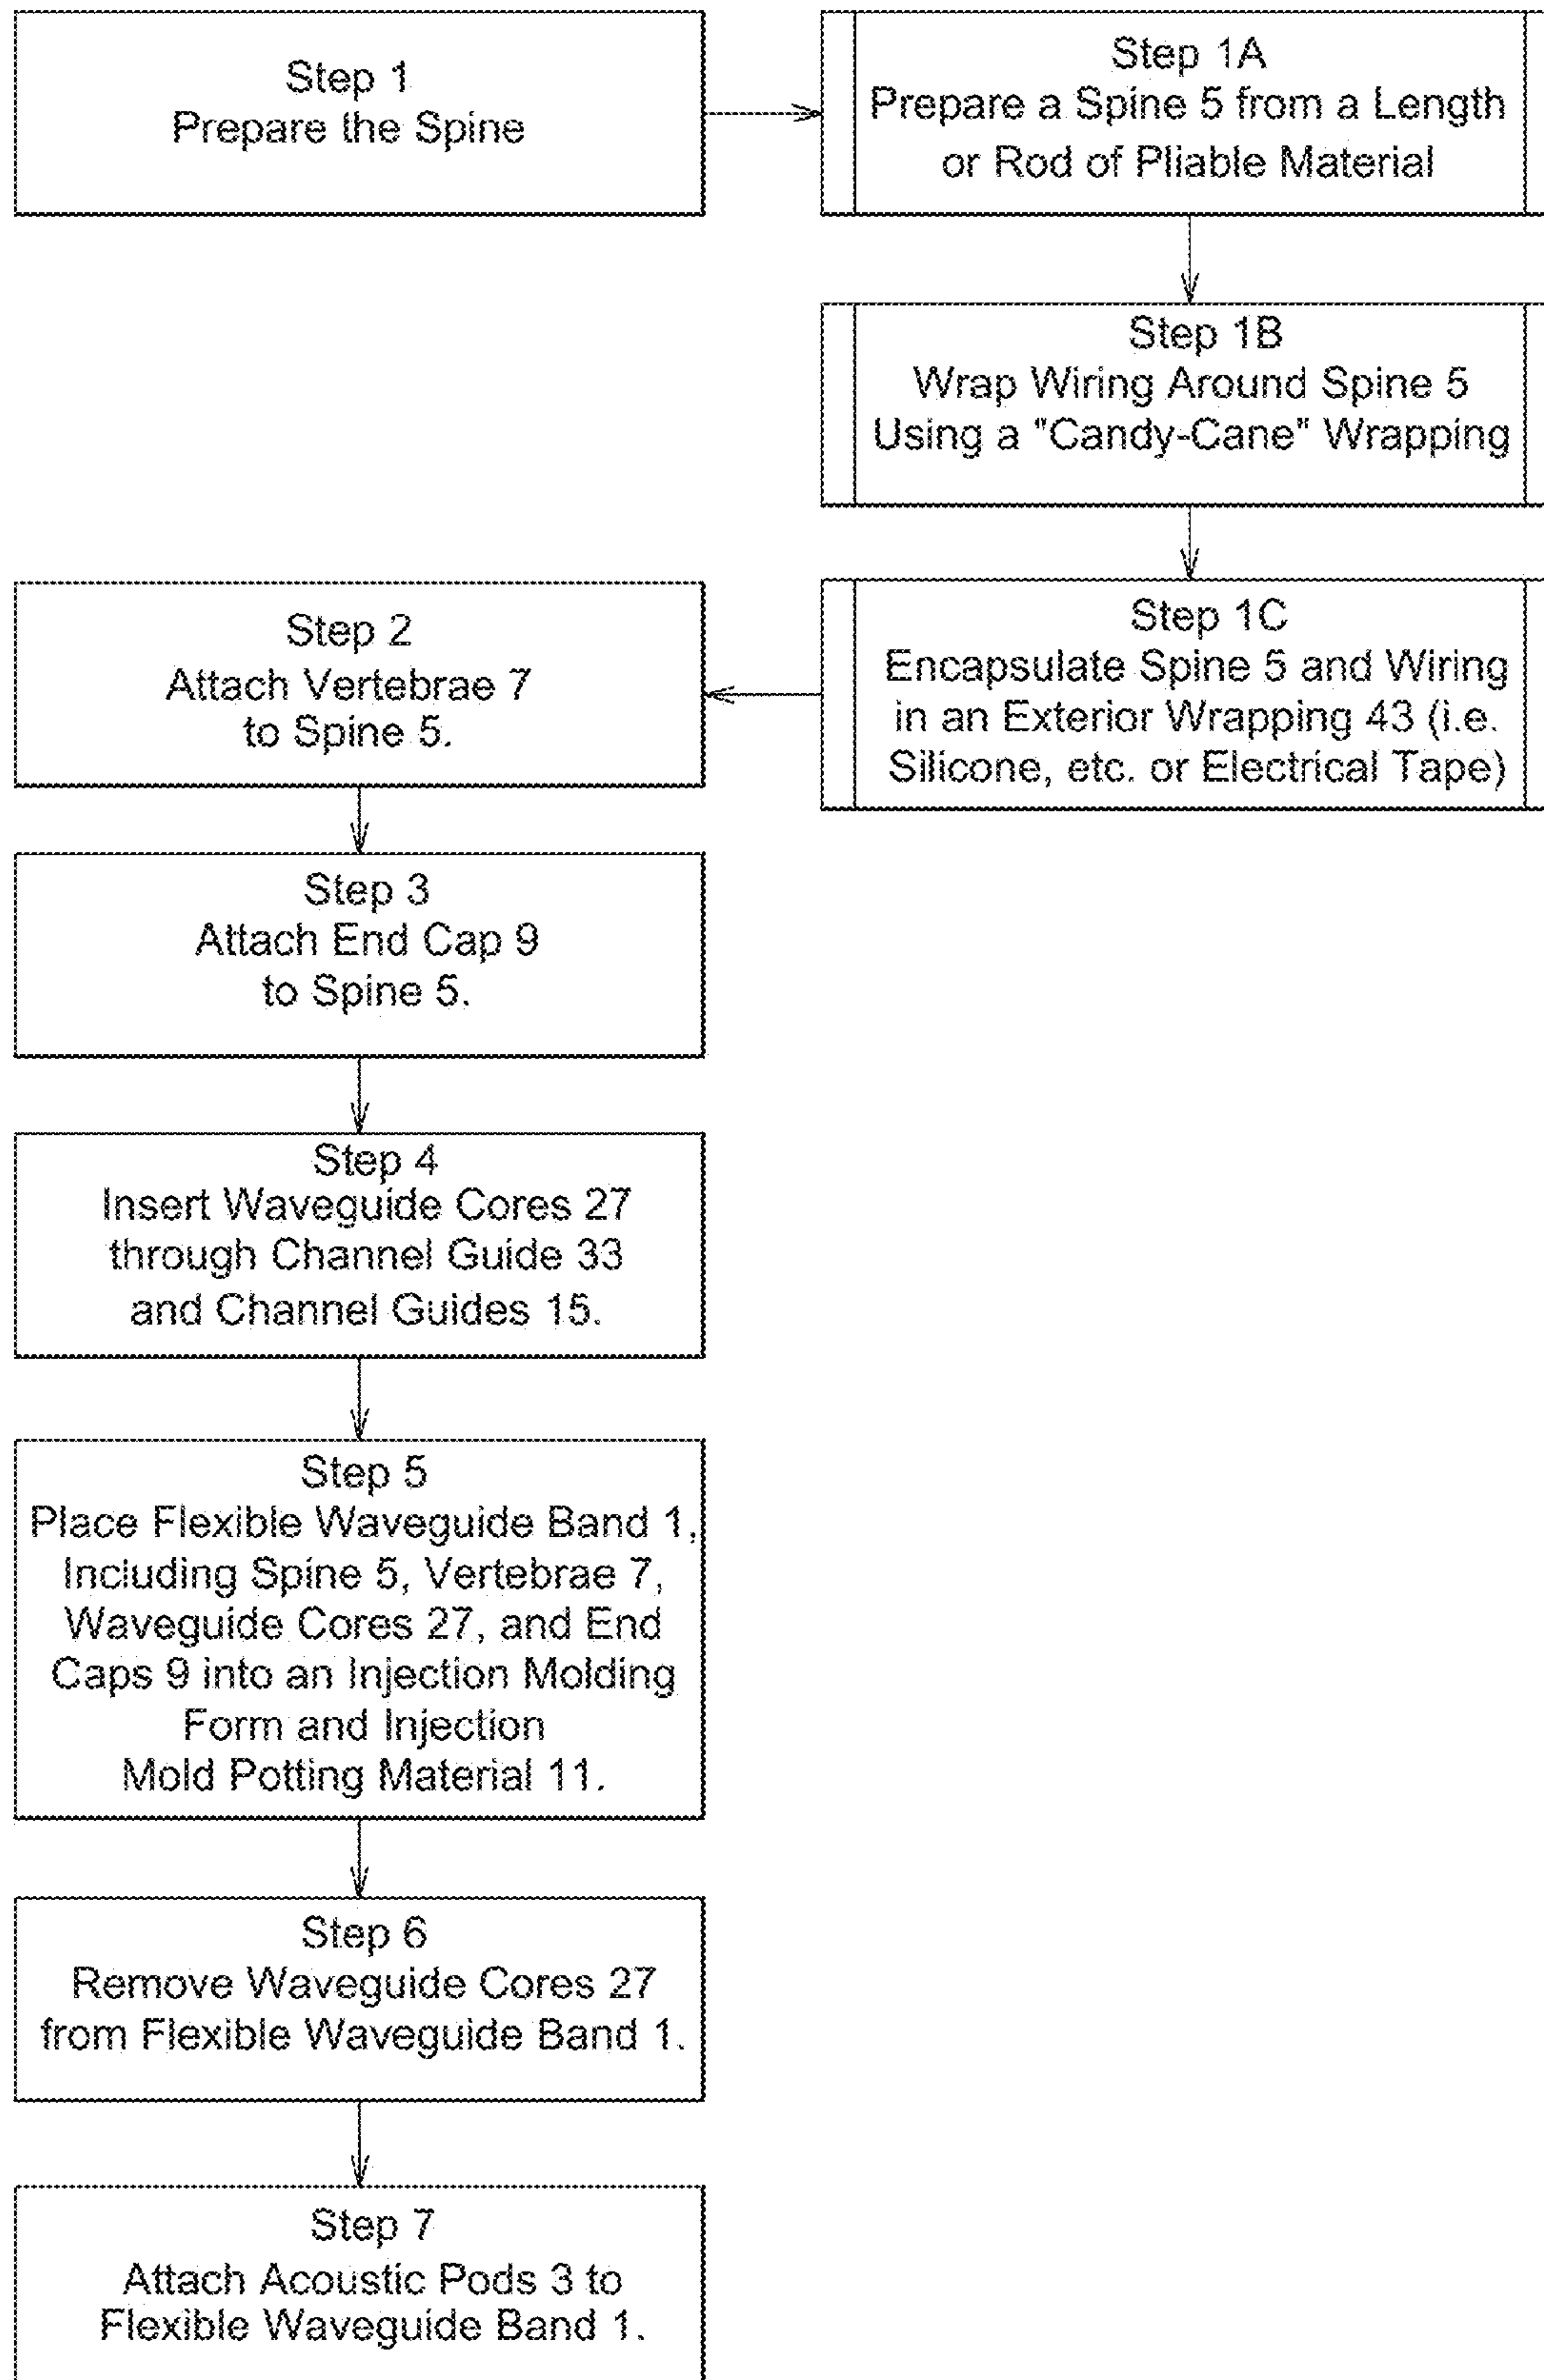 Step 1
Prepare the Spine
Step 1A
Prepare a Spine 5 from a Length
or Rod of Pliable Material
Step 1B
Wrap Wiring Around Spine 5
Using a "Candy-Cane" Wrapping
Step 1C
Encapsulate Spine 5 and Wiring
in an Exterior Wrapping 43 (i.e.
Silicone, etc. or Electrical Tape)
Step 2
Attach Vertebrae 7
to Spine 5.
Step 3
Attach End Cap 9
to Spine 5.
Step 4
Insert Waveguide Cores 27
through Channel Guide 33
and Channel Guides 15.
Step 5
Place Flexible Waveguide Band 1,
Including Spine 5, Vertebrae 7,
Waveguide Cores 27, and End
Caps 9 into an Injection Molding
Form and Injection
Mold Potting Material 11.
Step 6
Remove Waveguide Cores 27
from Flexible Waveguide Band 1.
Step 7
Attach Acoustic Pods 3 to
Flexible Waveguide Band 1.